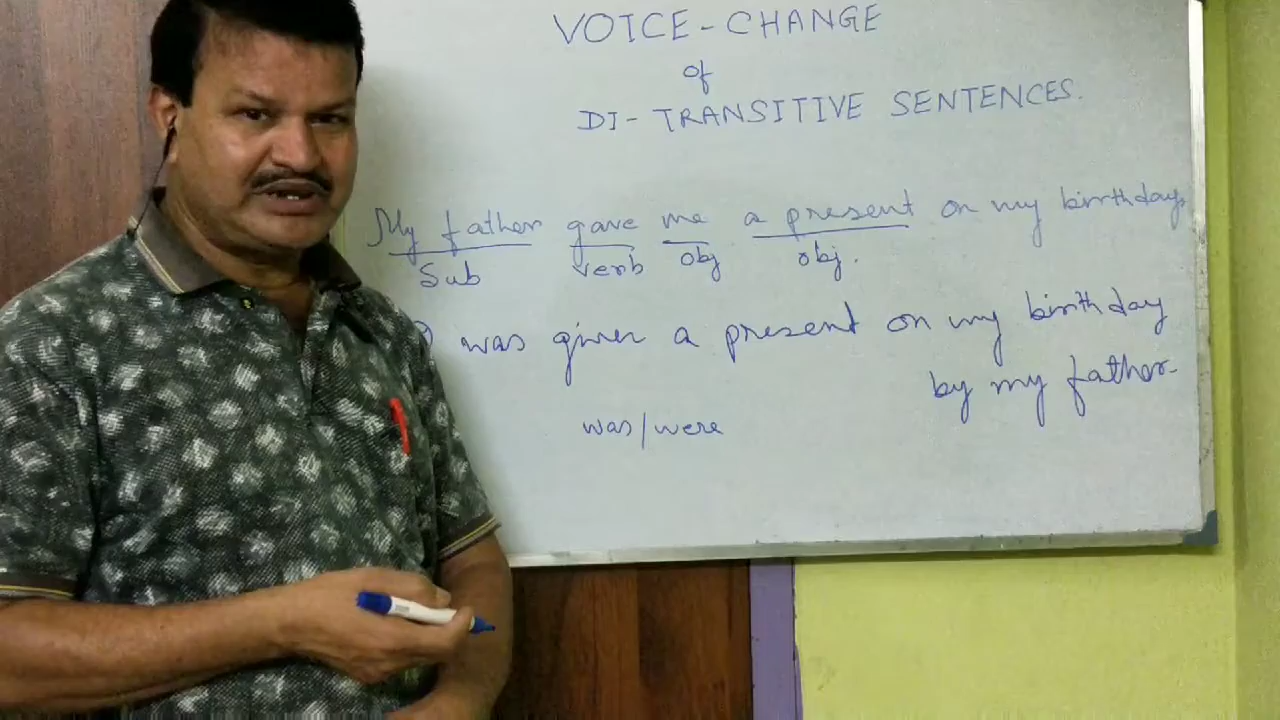 VOICE - CHANGE
of
DI - TRANSITIVE SENTENCES.
My father gave me a present on my birthday.
Sub verb obj obj.
was given a present on my birthday
by my father.
was/were